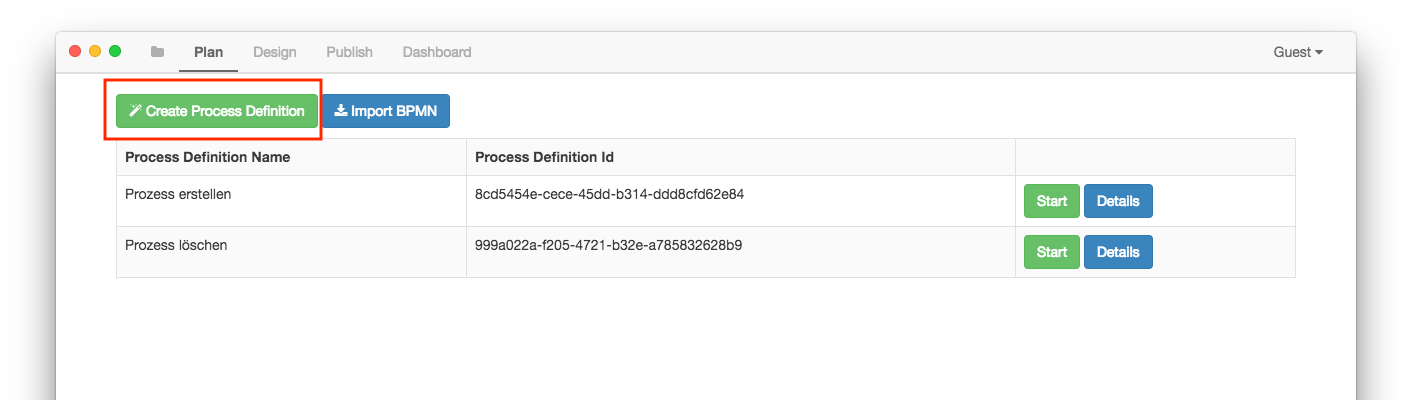 Plan Design Publish Dashboard Guest
Create Process Definition Import BPMN
Process Definition Name Process Definition Id
Prozess erstellen 8cd5454e-cece-45dd-b314-ddd8cfd62e84 Start Details
Prozess löschen 999a022a-f205-4721-b32e-a785832628b9 Start Details